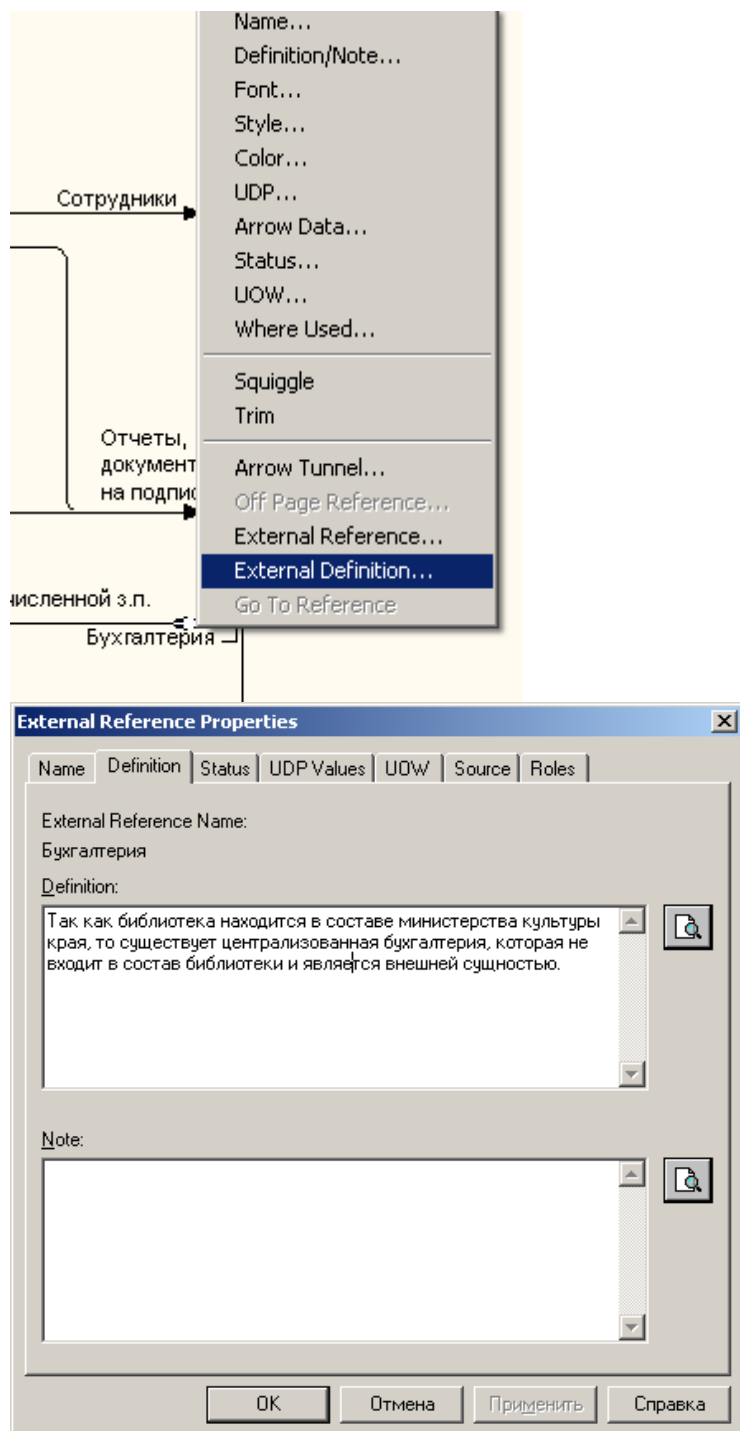 Name...
Definition/Note...
Font...
Style...
Color...
UDP...
Arrow Data...
Status...
UOW...
Where Used...
Squiggle
Trim
Arrow Tunnel...
Off Page Reference...
External Reference...
External Definition...
Go To Reference
Сотрудники
Отчеты,
документ
на подпис
численной з.п.
Бухгалтерия
External Reference Properties
Name Definition Status UDP Values UOW Source Roles
External Reference Name:
Бухгалтерия
Definition:
Так как библиотека находится в составе министерства культуры
края, то существует централизованная бухгалтерия, которая не
входит в состав библиотеки и является внешней сущностью.
Note:
OK Отмена Применить Справка